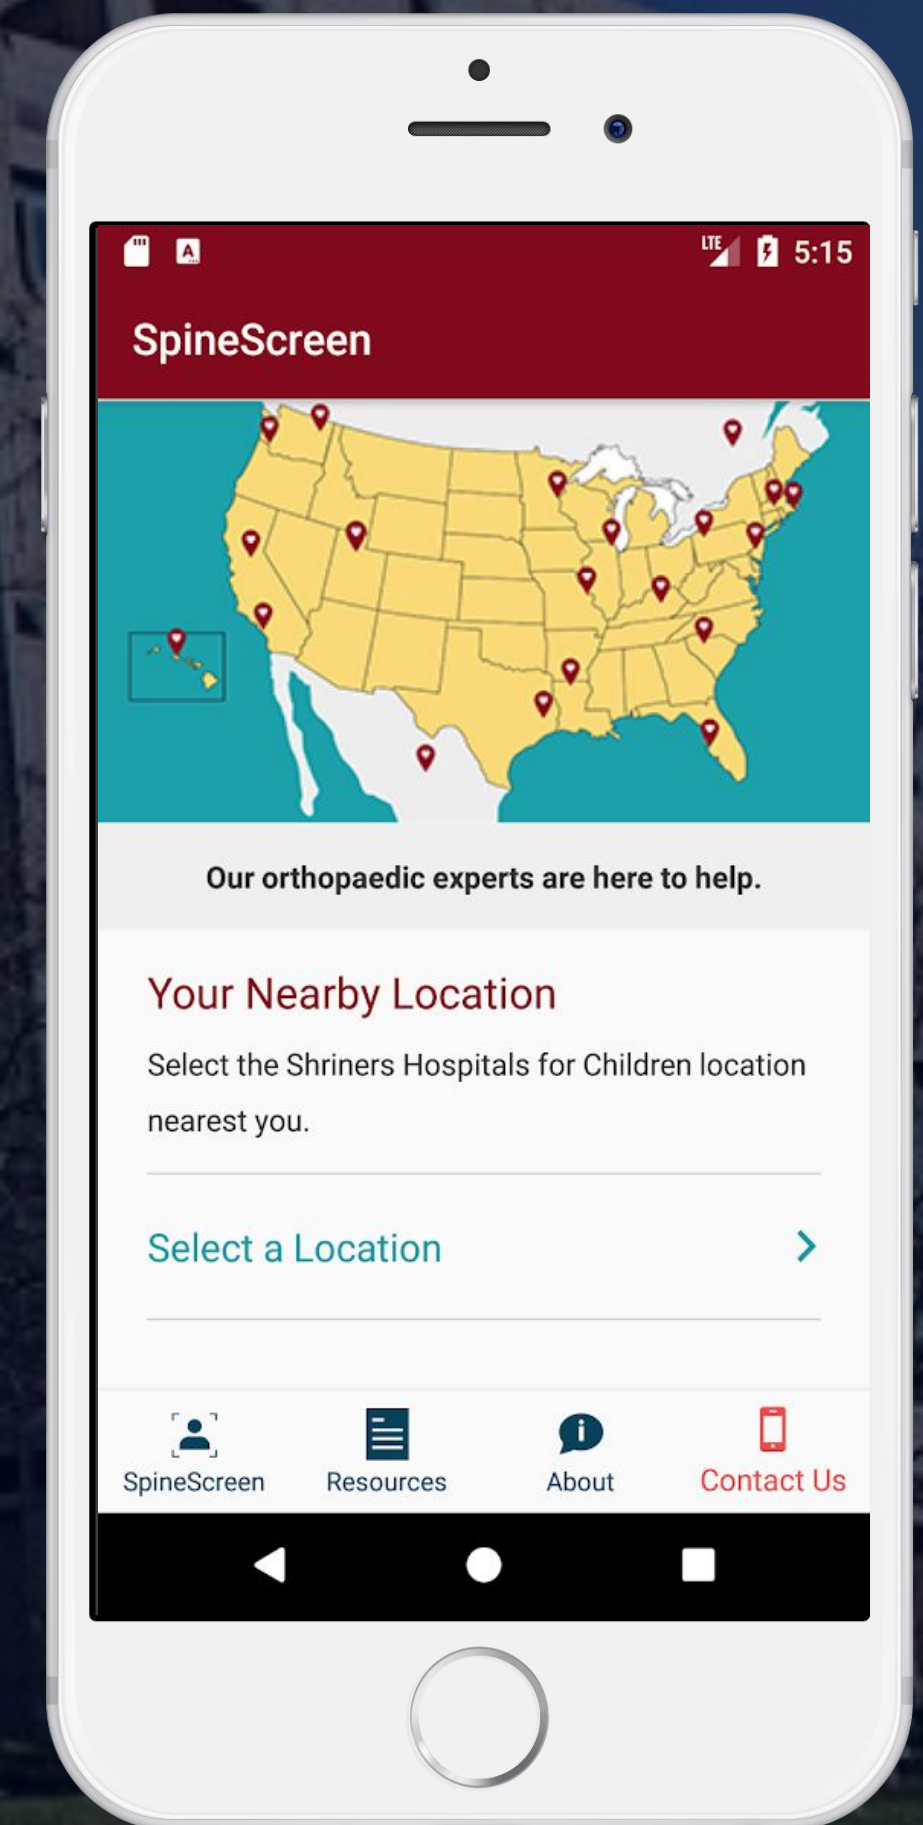 LTE 5:15
SpineScreen
Our orthopaedic experts are here to help.
Your Nearby Location
Select the Shriners Hospitals for Children location
nearest you.
Select a Location
SpineScreen Resources About Contact Us